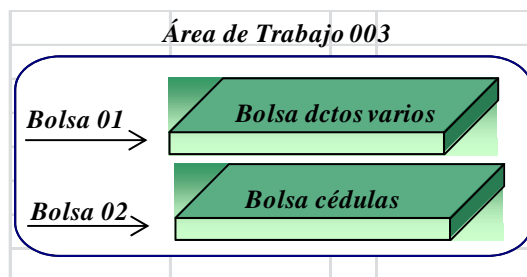 Área de Trabajo 003
Bolsa 01
Bolsa dctos varios
Bolsa 02
Bolsa cédulas